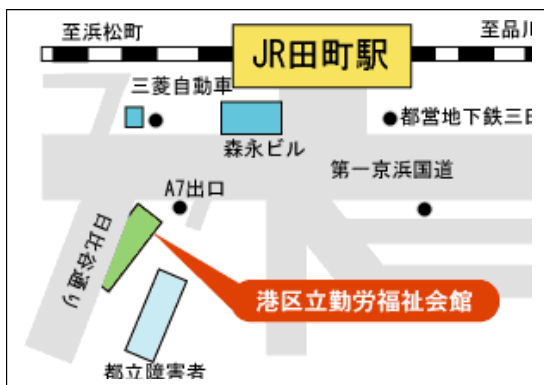 至浜松町
至品川
JR田町駅
三菱自動車
都営地下鉄三田
森永ビル
第一京浜国道
A7出口
日比谷通り
港区立勤労福祉会館
都立障害者